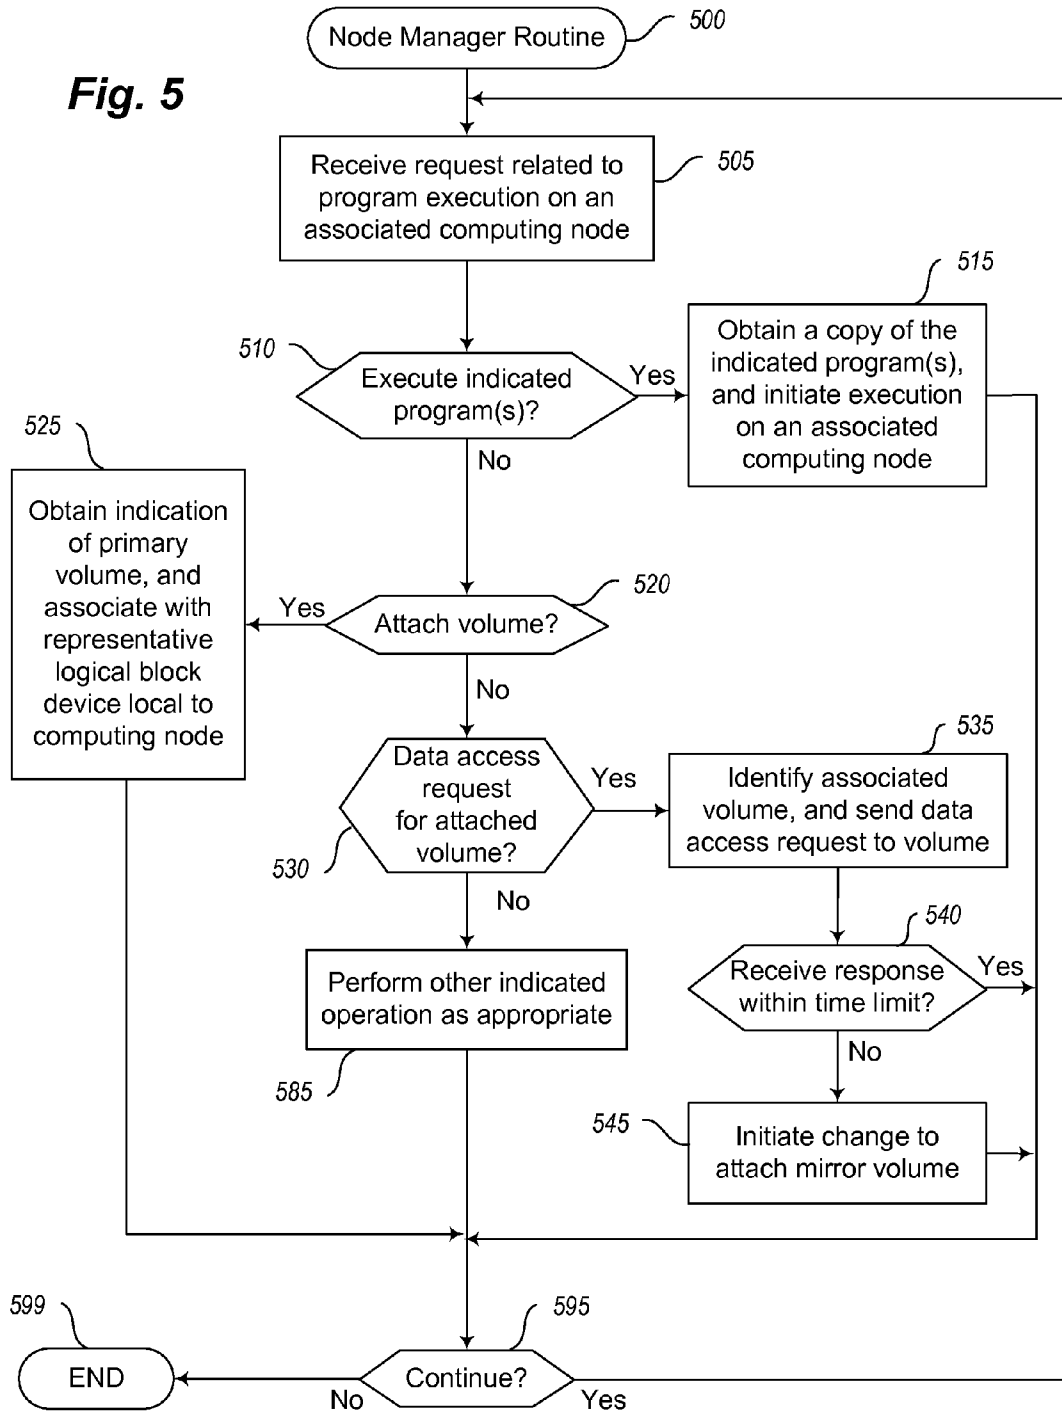 Node Manager Routine
500
Fig. 5
Receive request related to
program execution on an
associated computing node
505
510
Execute indicated
program(s)?
Yes
No
515
Obtain a copy of the
indicated program(s),
and initiate execution
on an associated
computing node
525
Obtain indication
of primary
volume, and
associate with
representative
logical block
device local to
computing node
520
Attach volume?
Yes
No
Data access
request
for attached
volume?
530
Yes
No
535
Identify associated
volume, and send data
access request to volume
540
Receive response
within time limit?
Yes
No
Perform other indicated
operation as appropriate
585
545
Initiate change to
attach mirror volume
599
END
595
Continue?
No
Yes